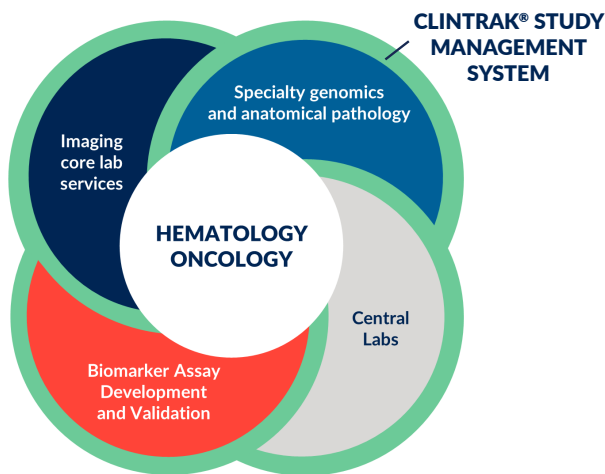 CLINTRAK® STUDY
MANAGEMENT
SYSTEM
Specialty genomics
and anatomical pathology
Imaging
core lab
services
HEMATOLOGY
ONCOLOGY
Central
Labs
Biomarker Assay
Development
and Validation